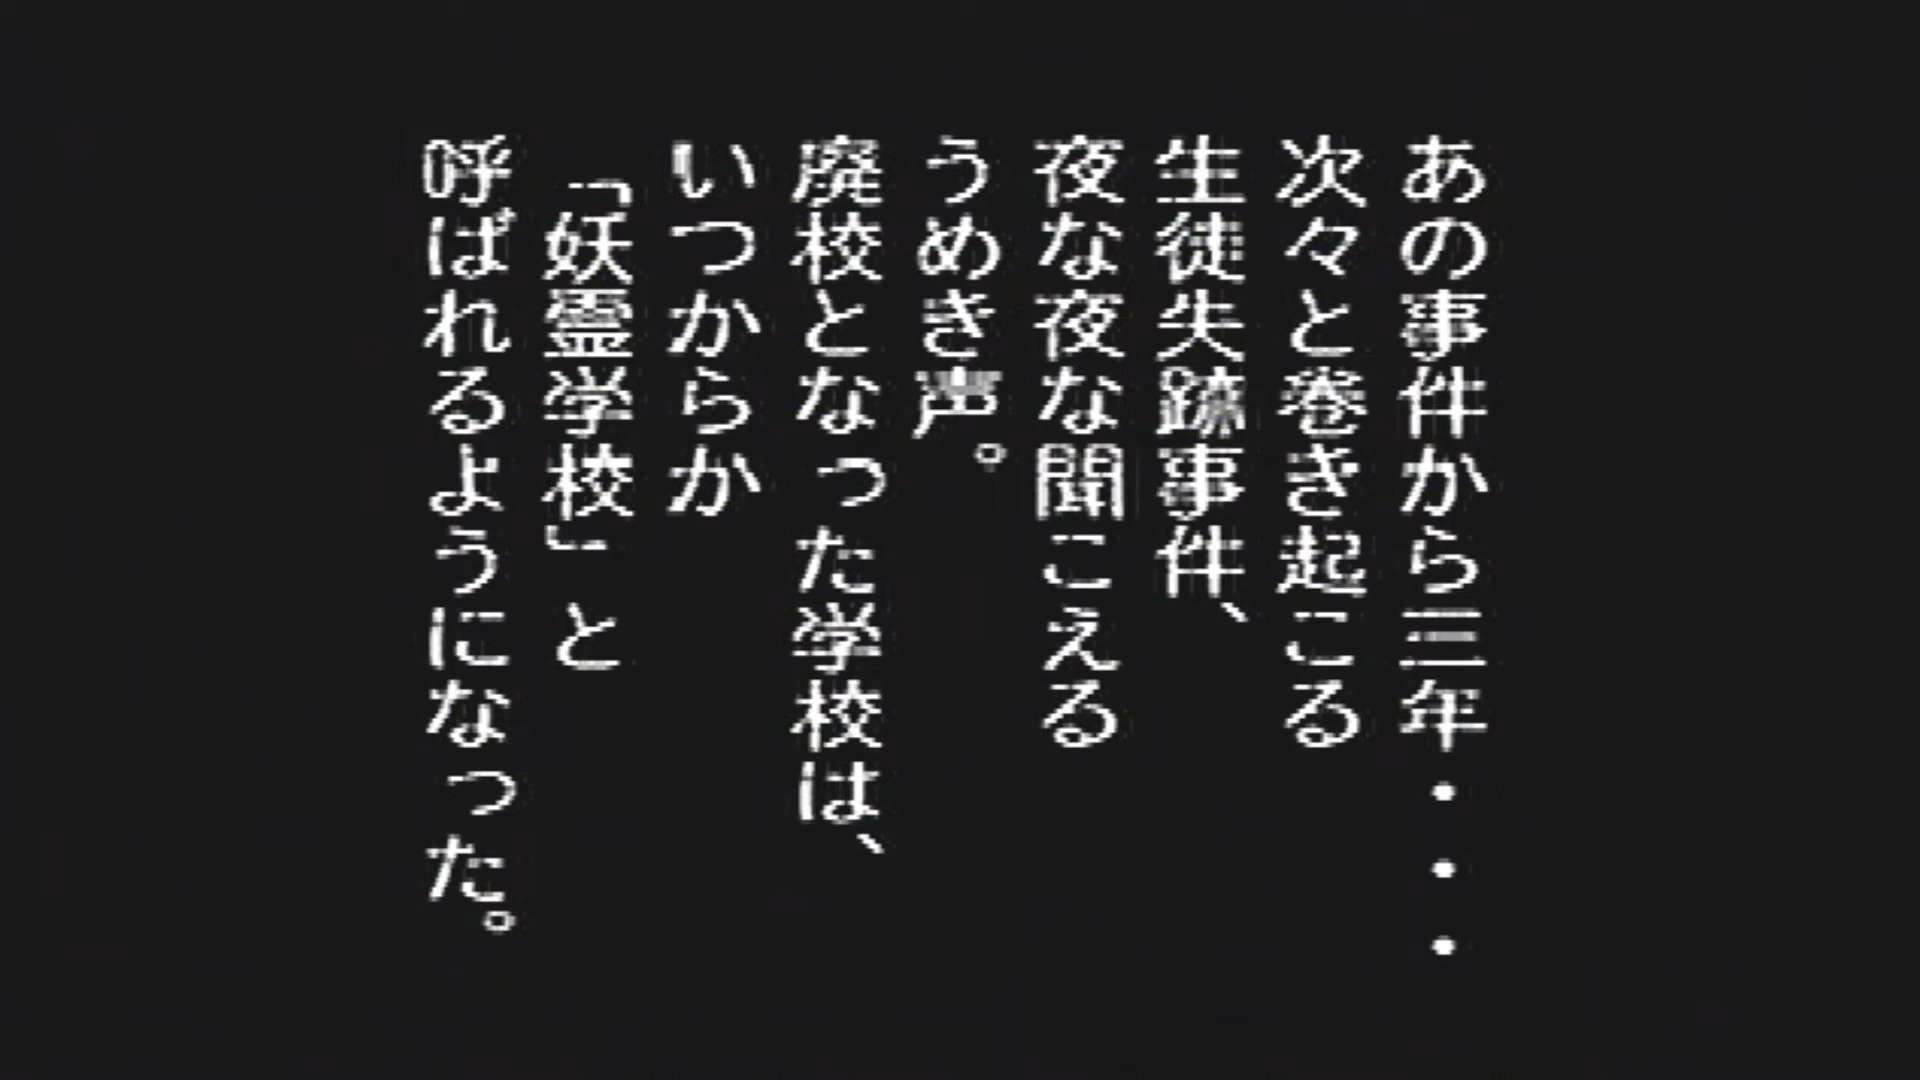 あの事件から三年・・・
次々と巻き起こる
生徒失跡事件、
夜な夜な聞こえる
うめき声。
廃校となった学校は、
いつからか
「妖霊学校」と
呼ばれるようになった。